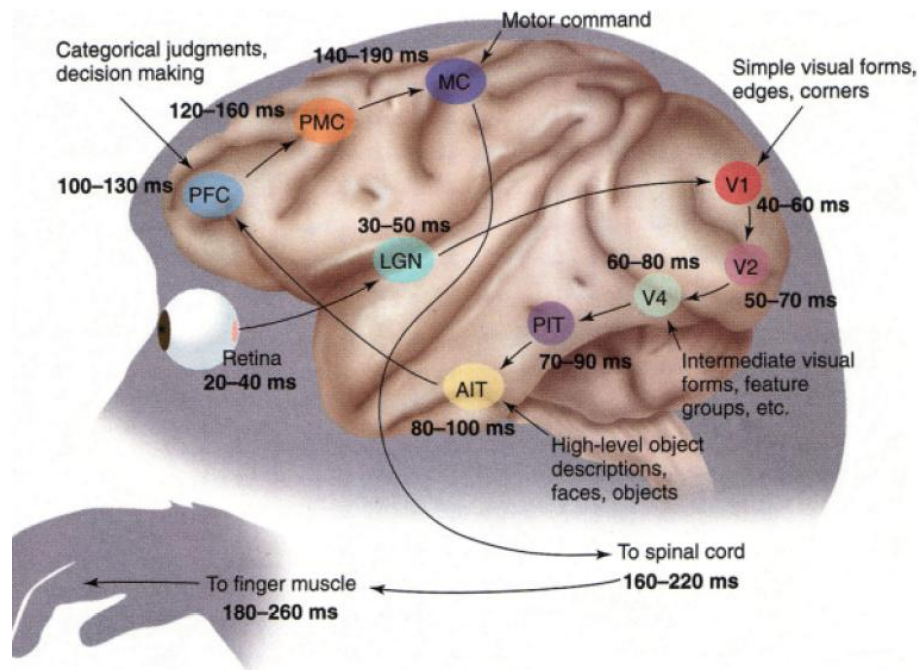 Motor command
Categorical judgments,
decision making
140–190 ms
MC
Simple visual forms,
edges, corners
120–160 ms
PMC
100–130 ms
PFC
V1
40–60 ms
30–50 ms
LGN
60–80 ms
V2
V4
50–70 ms
PIT
Retina
20–40 ms
70–90 ms
Intermediate visual
forms, feature
groups, etc.
AIT
80–100 ms
High-level object
descriptions,
faces, objects
To spinal cord
160–220 ms
To finger muscle
180–260 ms